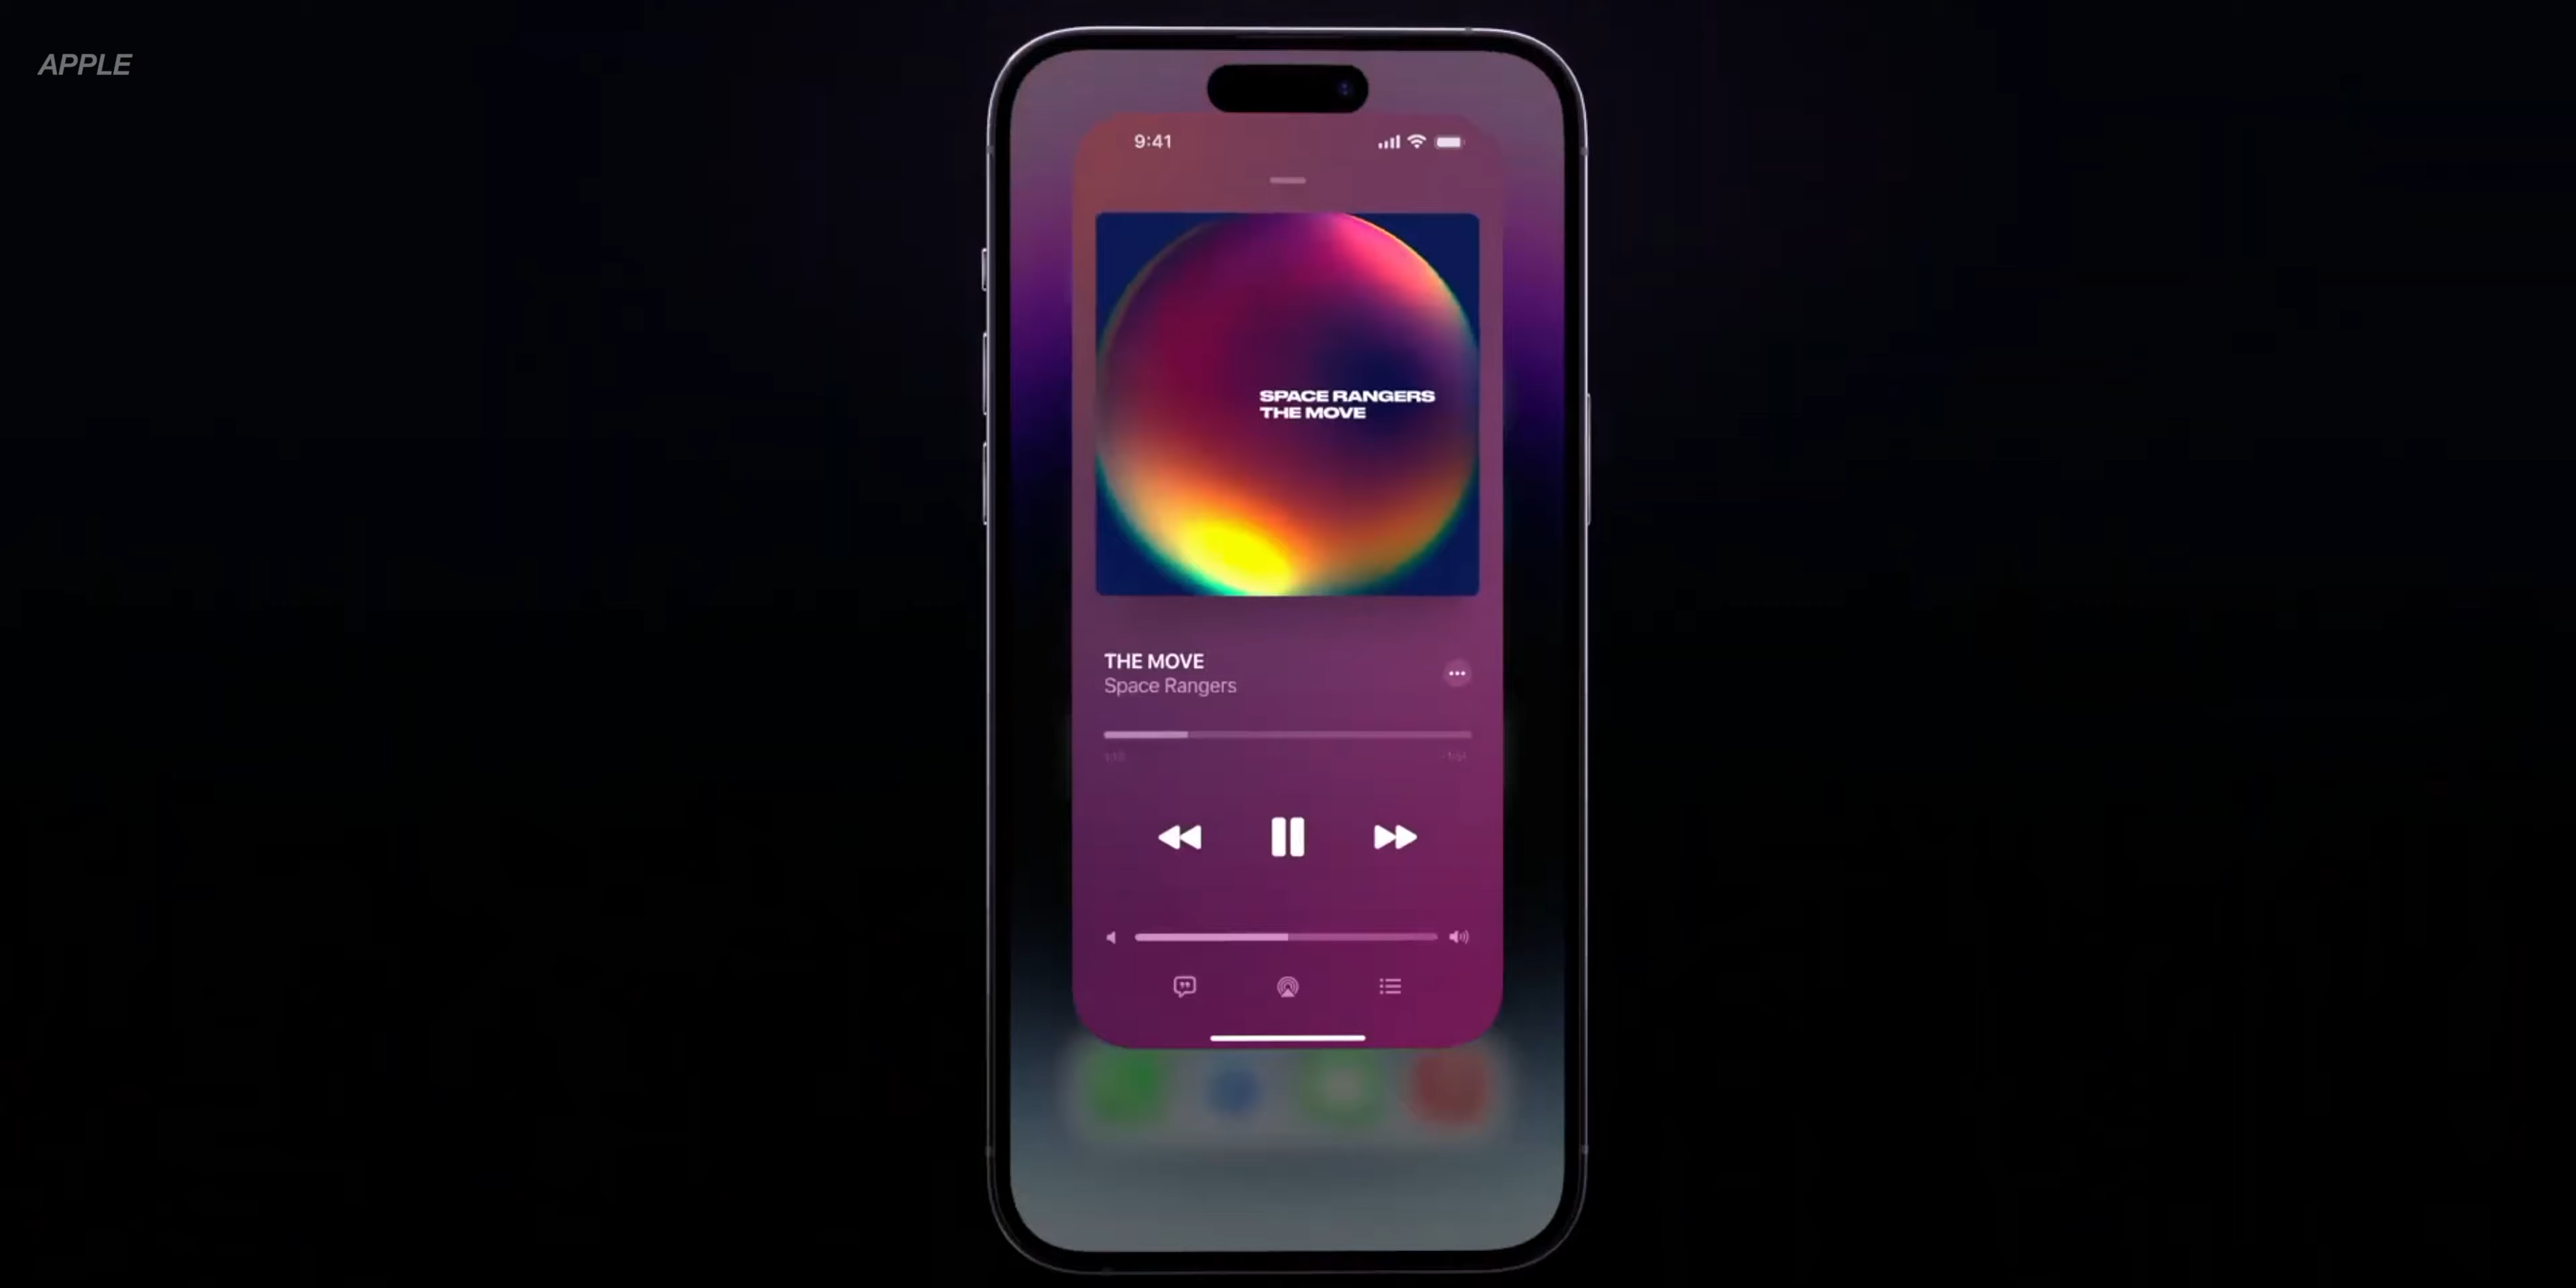 APPLE
9:41
SPACE RANGERS
THE MOVE
THE MOVE
Space Rangers